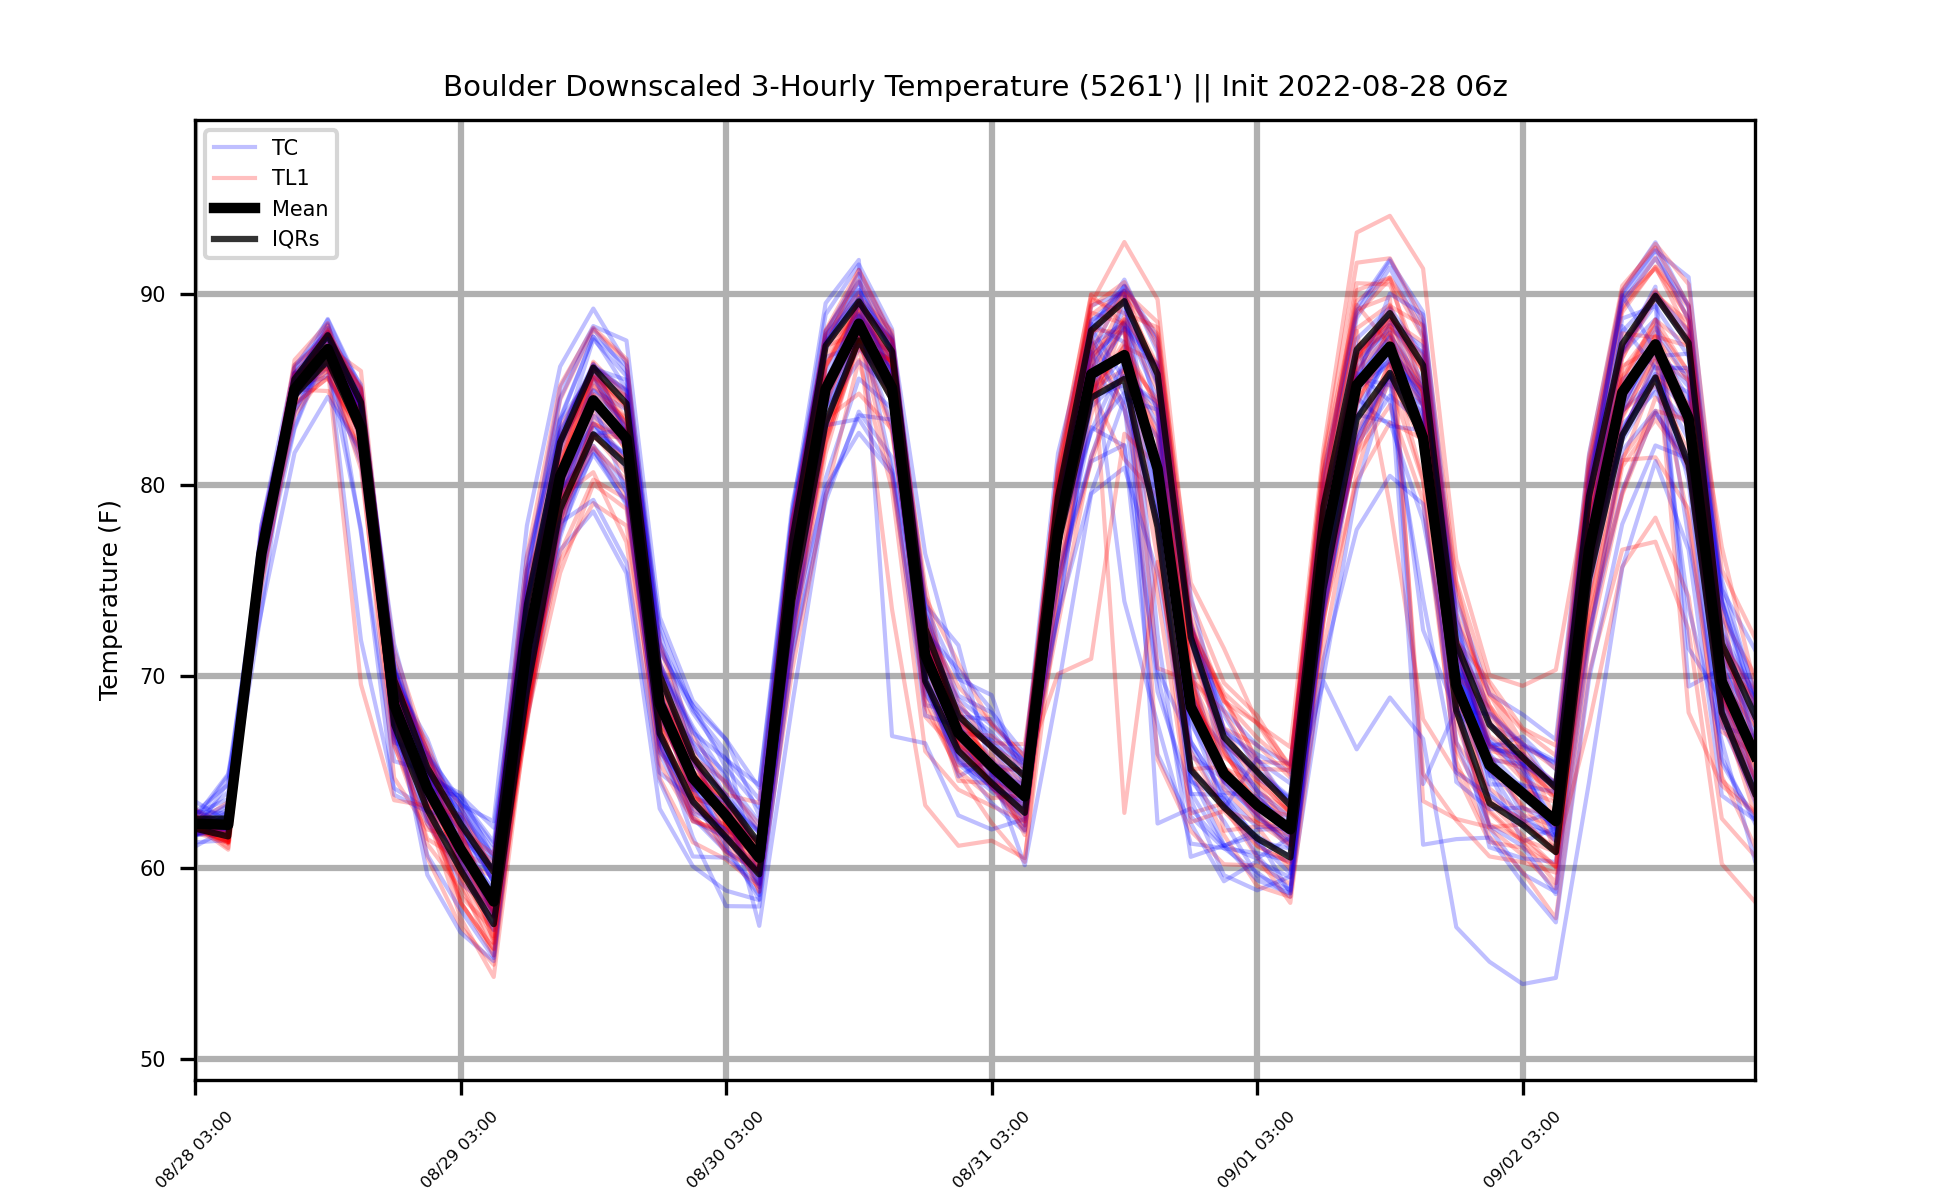 Boulder Downscaled 3-Hourly Temperature (5261') || Init 2022-08-28 06z
TC
TL1
Mean
IQRs
Temperature (F)
90
80
70
60
50
08/28 03:00
08/29 03:00
08/30 03:00
08/31 03:00
09/01 03:00
09/02 03:00